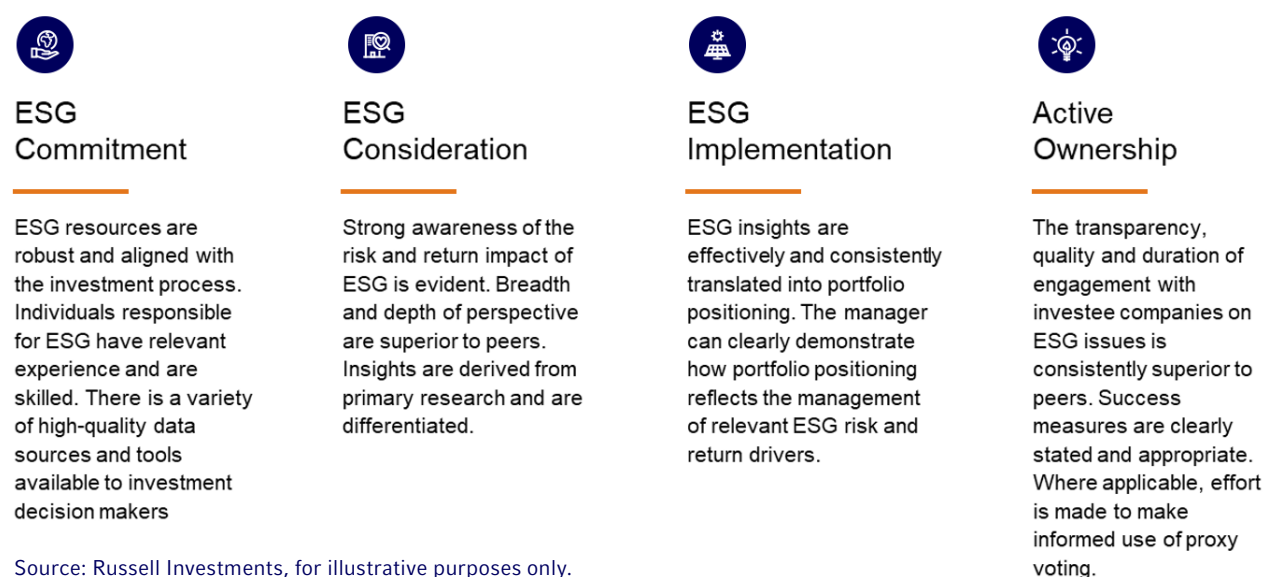 ESG
Commitment
ESG resources are
robust and aligned with
the investment process.
Individuals responsible
for ESG have relevant
experience and are
skilled. There is a variety
of high-quality data
sources and tools
available to investment
decision makers
ESG
Consideration
Strong awareness of the
risk and return impact of
ESG is evident. Breadth
and depth of perspective
are superior to peers.
Insights are derived from
primary research and are
differentiated.
ESG
Implementation
ESG insights are
effectively and consistently
translated into portfolio
positioning. The manager
can clearly demonstrate
how portfolio positioning
reflects the management
of relevant ESG risk and
return drivers.
Active
Ownership
The transparency,
quality and duration of
engagement with
investee companies on
ESG issues is
consistently superior to
peers. Success
measures are clearly
stated and appropriate.
Where applicable, effort
is made to make
informed use of proxy
voting.
Source: Russell Investments, for illustrative purposes only.